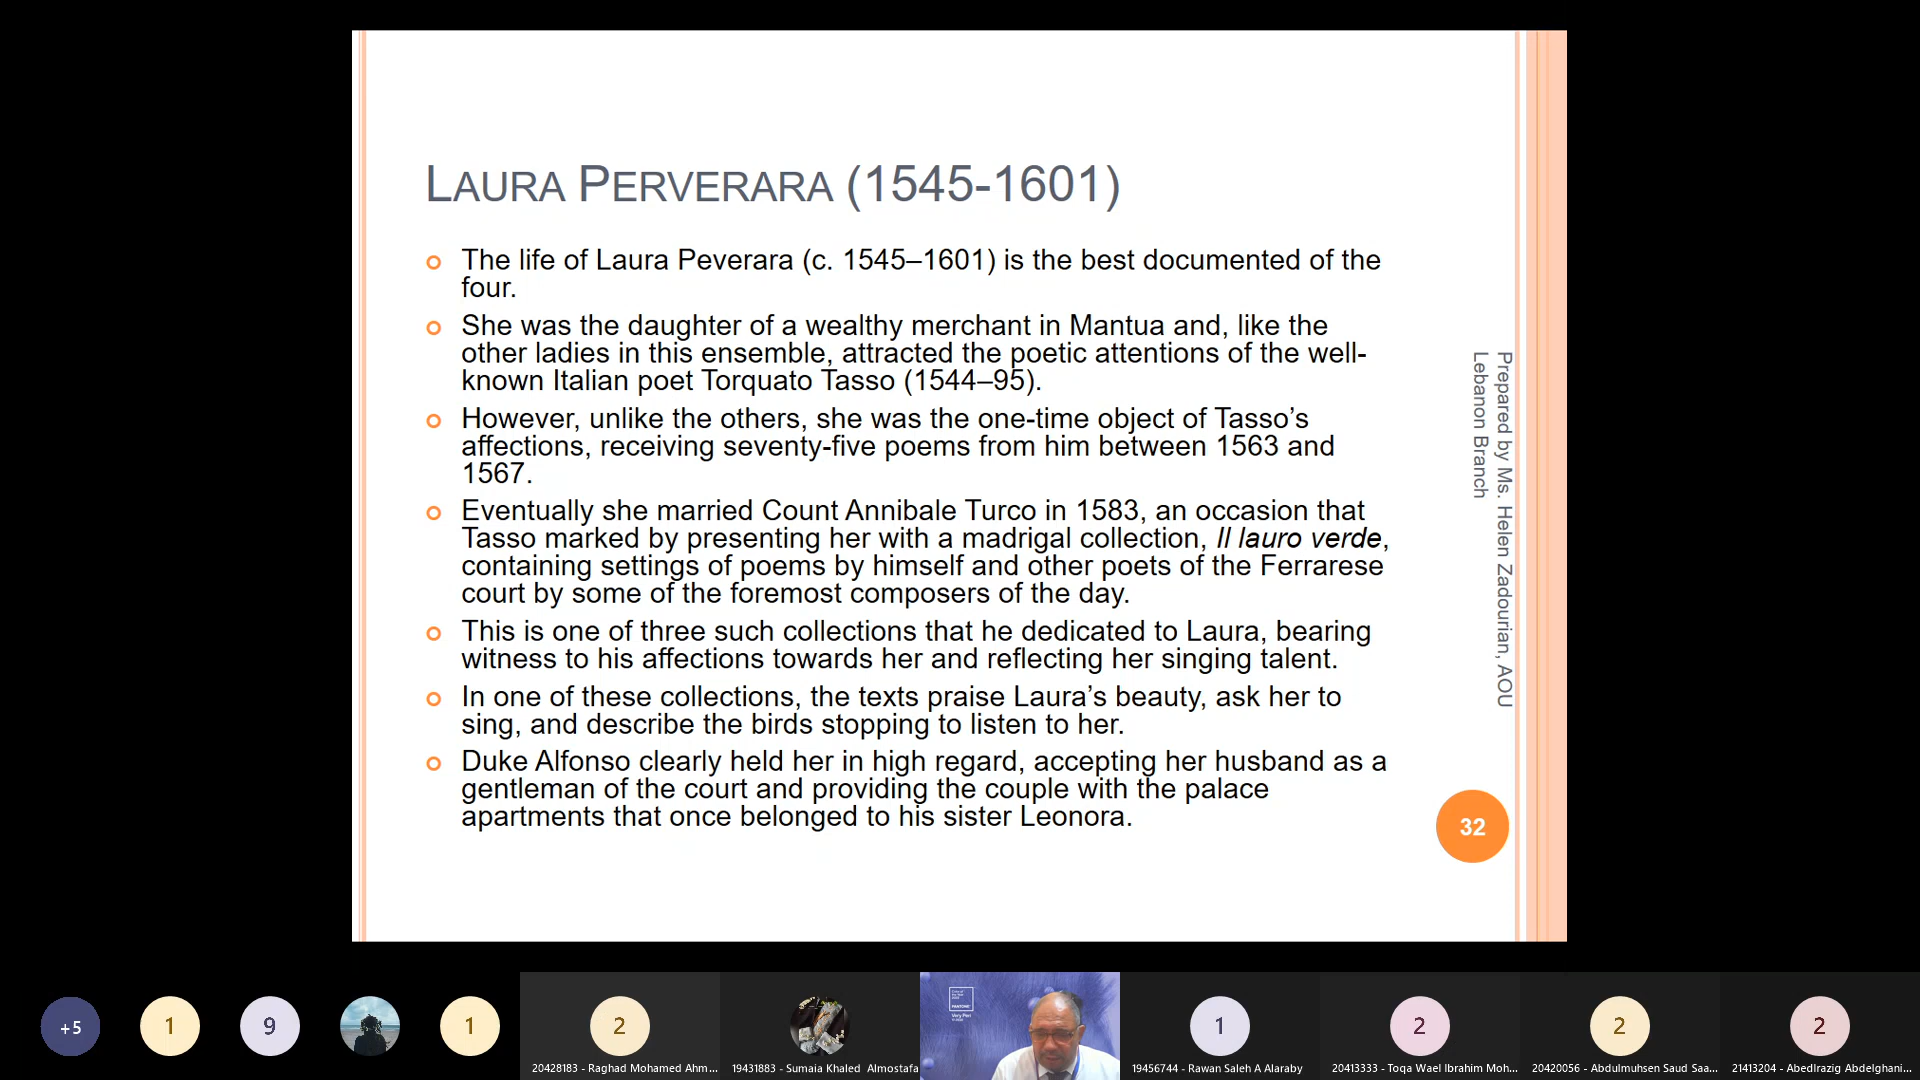 LAURA PERVERARA (1545-1601)
The life of Laura Peverara (c. 1545–1601) is the best documented of the
four.
She was the daughter of a wealthy merchant in Mantua and, like the
other ladies in this ensemble, attracted the poetic attentions of the well-
known Italian poet Torquato Tasso (1544–95).
However, unlike the others, she was the one-time object of Tasso’s
affections, receiving seventy-five poems from him between 1563 and
1567.
Eventually she married Count Annibale Turco in 1583, an occasion that
Tasso marked by presenting her with a madrigal collection, Il lauro verde,
containing settings of poems by himself and other poets of the Ferrarese
court by some of the foremost composers of the day.
This is one of three such collections that he dedicated to Laura, bearing
witness to his affections towards her and reflecting her singing talent.
In one of these collections, the texts praise Laura’s beauty, ask her to
sing, and describe the birds stopping to listen to her.
Duke Alfonso clearly held her in high regard, accepting her husband as a
gentleman of the court and providing the couple with the palace
apartments that once belonged to his sister Leonora.
Prepared by Ms. Helen Zadourian, AOU
Lebanon Branch
32
+5
1
9
1
2
1
2
2
2
PANTONE
Very Peri
20428183 - Raghad Mohamed Ahm...
19431883 - Sumaia Khaled Almostafa
19456744 - Rawan Saleh A Alaraby
20413333 - Toqa Wael Ibrahim Moh...
20420056 - Abdulmuhsen Saud Saa...
21413204 - AbedIrazig Abdelghani...